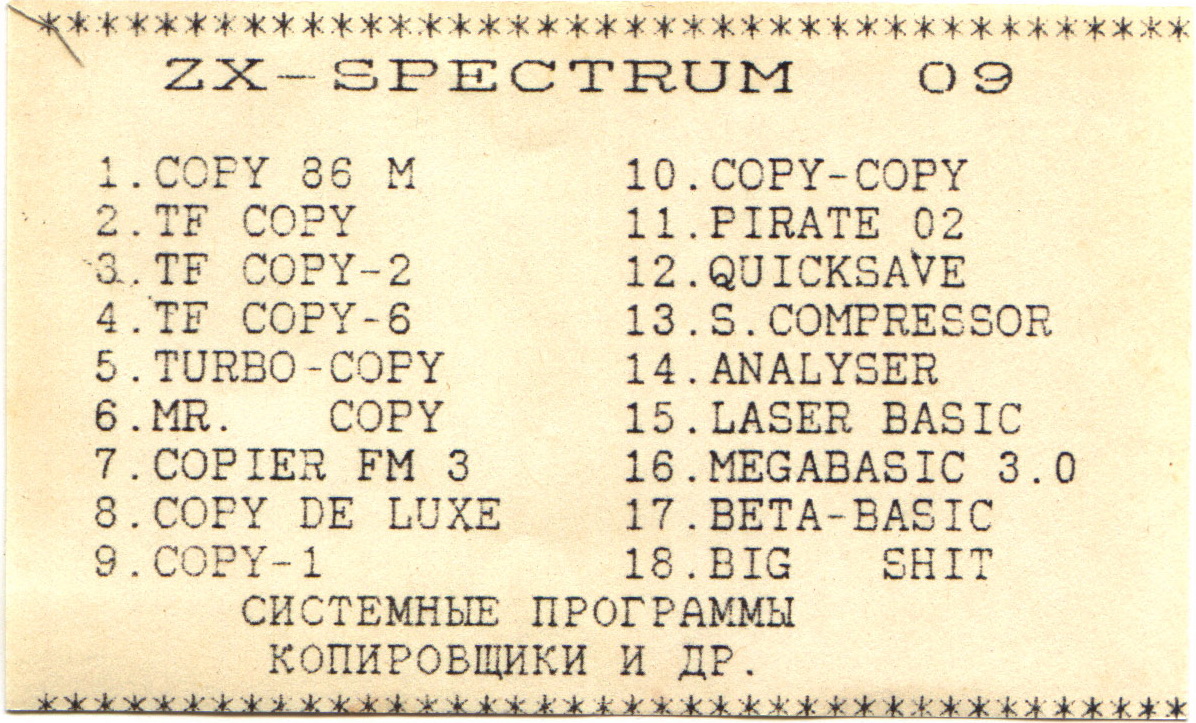 ****************************************
ZX-SPECTRUM 09
1.COPY 86 M
2.TF COPY
3.TF COPY-2
4.TF COPY-6
5.TURBO-COPY
6.MR. COPY
7.COPIER FM 3
8.COPY DE LUXE
9.COPY-1
10.COPY-COPY
11.PIRATE 02
12.QUICKSAVE
13.S.COMPRESSOR
14.ANALYSER
15.LASER BASIC
16.MEGABASIC 3.0
17.BETA-BASIC
18.BIG SHIT
СИСТЕМНЫЕ ПРОГРАММЫ
КОПИРОВЩИКИ И ДР.
****************************************